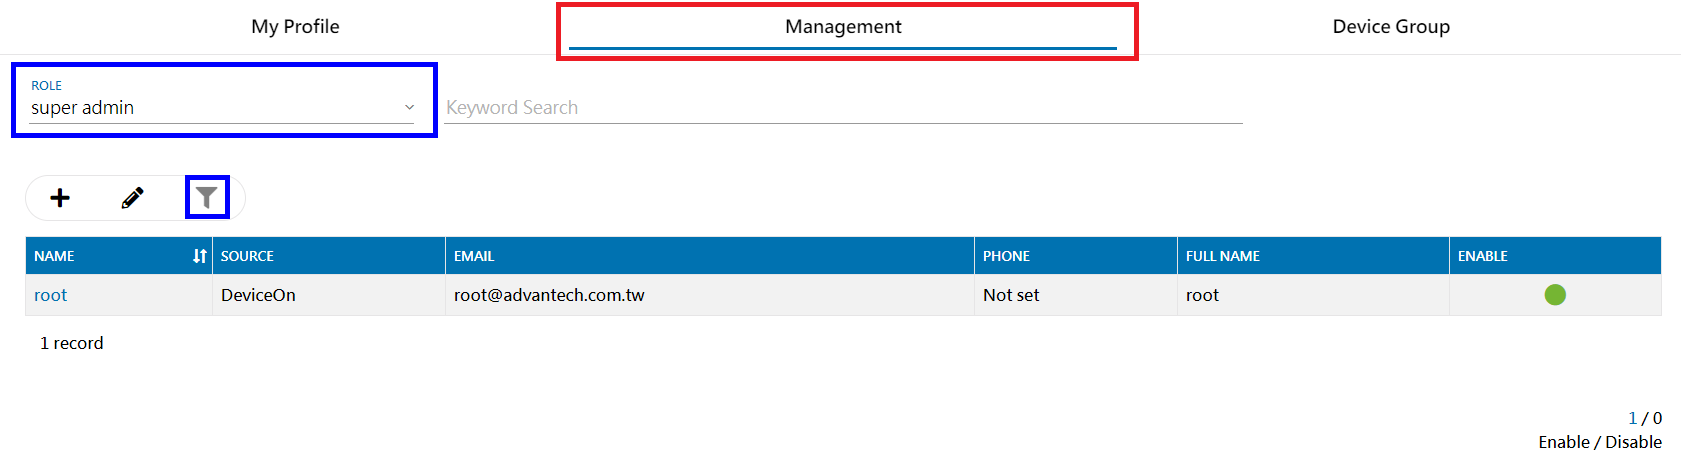 My Profile Management Device Group
ROLE
super admin
Keyword Search
NAME SOURCE EMAIL PHONE FULL NAME ENABLE
root DeviceOn root@advantech.com.tw Not set root
1 record
1 / 0
Enable / Disable